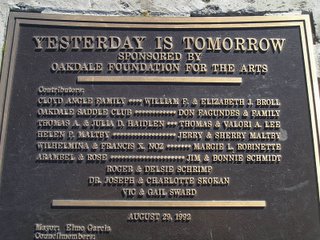 YESTERDAY IS TOMORROW
SPONSORED BY
OAKDALE FOUNDATION FOR THE ARTS
Contributors:
CLOYD ANGLE FAMILY **** WILLIAM F. & ELIZABETH J. BROLL
OAKDALE SADDLE CLUB ************ DON FAGUNDES & FAMILY
THOMAS A. & JULIA D. HAIDLEN *** THOMAS & VALORI A. LEE
HELEN P. MALTBY **************** JERRY & SHERRY MALTBY
WILHELMINA & FRANCIS X. NOZ ****** MARGIE L. ROBINETTE
ARAMBEL & ROSE ***************** JIM & BONNIE SCHMIDT
ROGER & DELSIE SCHRIMP
DR. JOSEPH & CHARLOTTE SKOKAN
VIC & GAIL SWARD
AUGUST 29, 1992
Mayor: Elmo Garcia
Councilmembers: